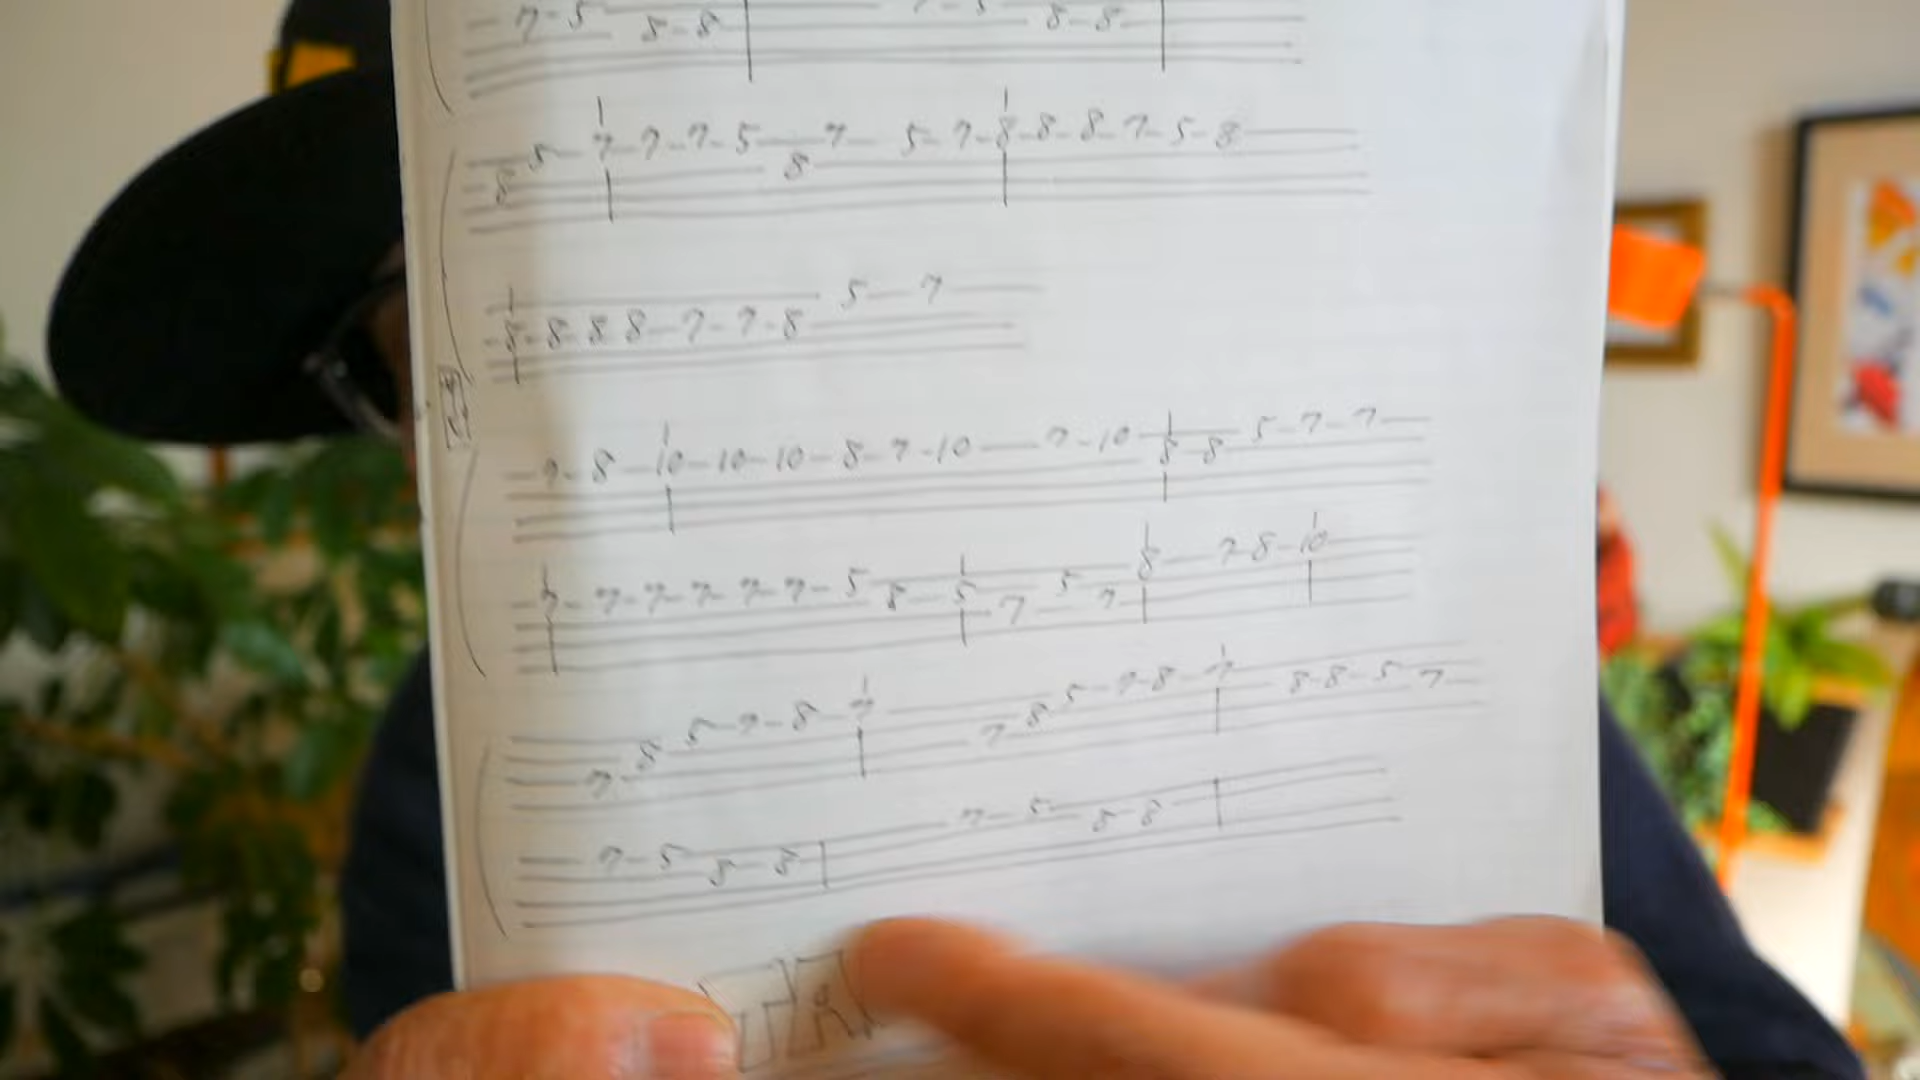 7-5 8-8 7-5 8-8
8 5-7-7-7-5 8 7 5-7-8-8-8-7-5-8
8-8-8 8-7-7-8 5-7
7-8-10-10-10-8-7-10 7-10 8-8 5-7-7
7-7-7-7-7-7-5 8-5 7 5 7 8 7-8-10
7-8 5-7-8-7 7 8 5-7-8-7 8-8-5-7
7-5 8-8 7-5 8-8